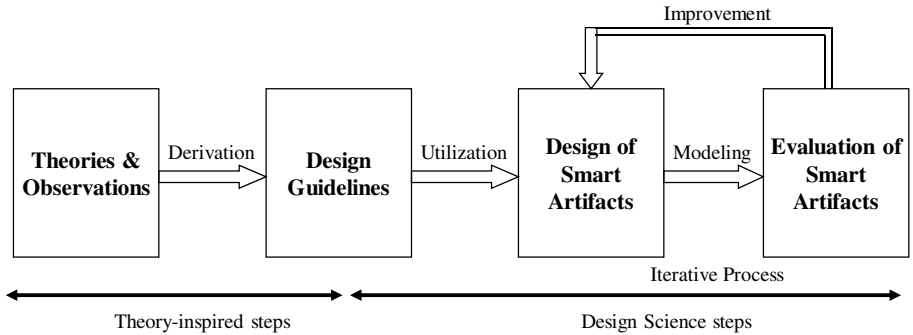 Improvement
Theories &
Observations
Derivation
Design
Guidelines
Utilization
Design of
Smart
Artifacts
Modeling
Evaluation of
Smart
Artifacts
Iterative Process
Theory-inspired steps
Design Science steps